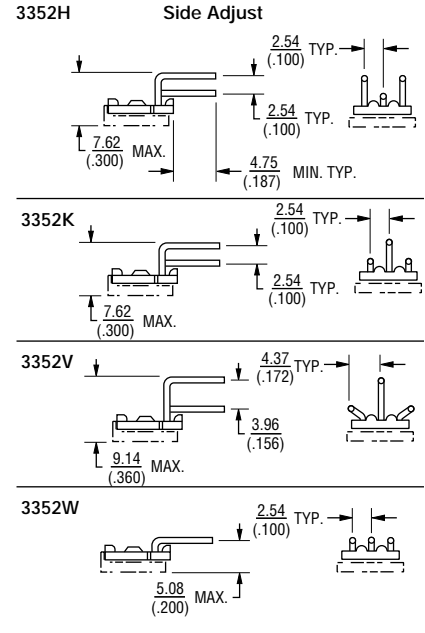 3352H Side Adjust
2.54 TYP.
(.100)
2.54 TYP.
(.100)
7.62 MAX.
(.300)
4.75 MIN. TYP.
(.187)
3352K
2.54 TYP.
(.100)
2.54 TYP.
(.100)
7.62 MAX.
(.300)
3352V
4.37 TYP.
(.172)
3.96
(.156)
9.14 MAX.
(.360)
3352W
2.54 TYP.
(.100)
5.08 MAX.
(.200)